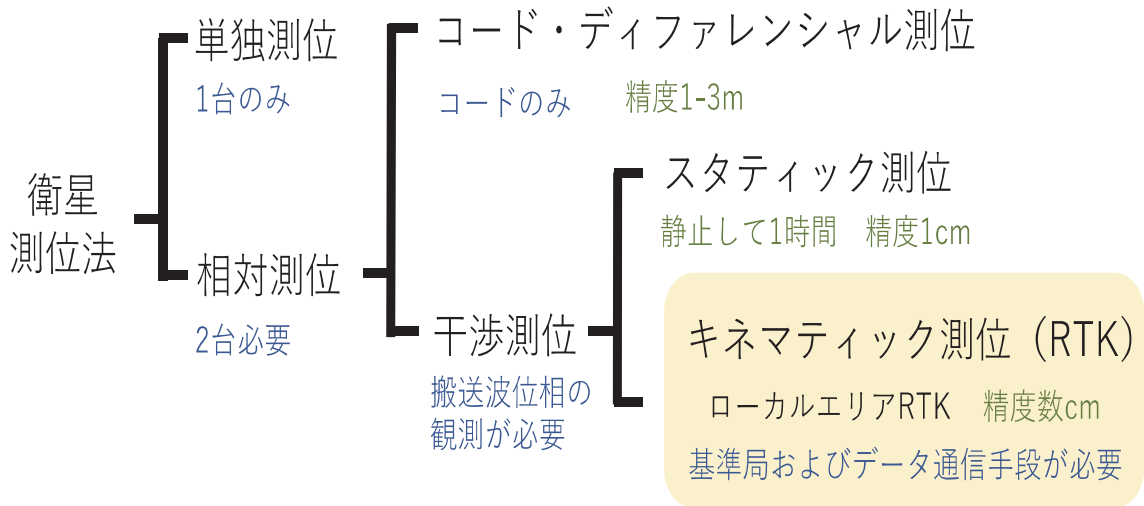 衛星
測位法
単独測位
1台のみ
相対測位
2台必要
コード・ディファレンシャル測位
コードのみ　精度1-3m
干渉測位
搬送波位相の
観測が必要
スタティック測位
静止して1時間　精度1cm
キネマティック測位（RTK）
ローカルエリアRTK　精度数cm
基準局およびデータ通信手段が必要